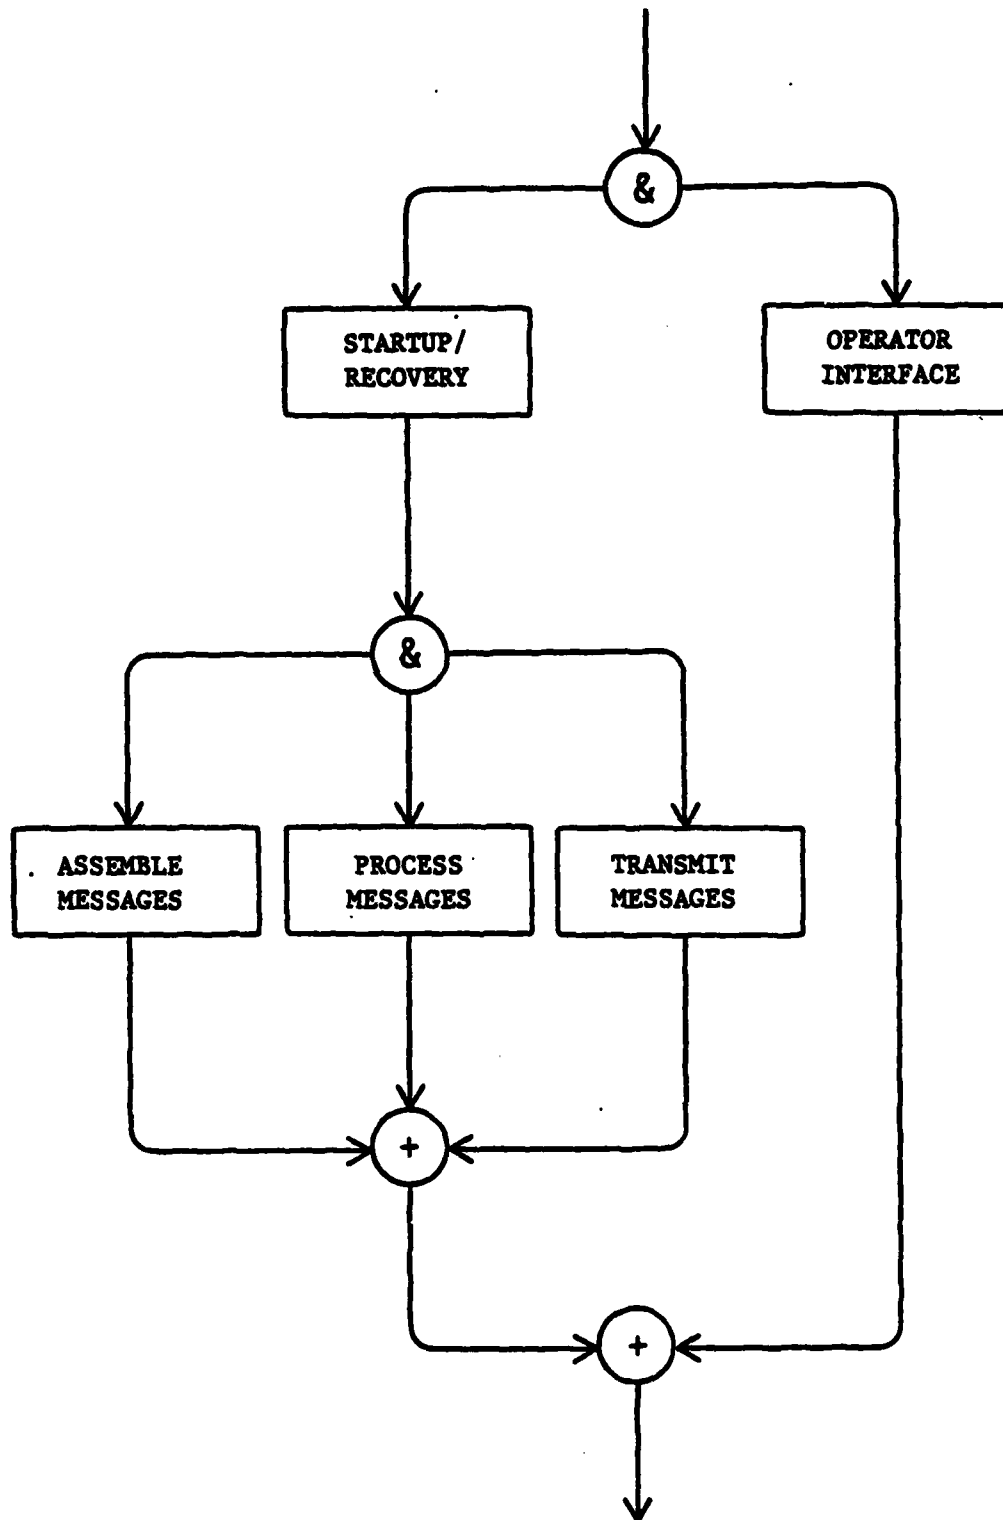 &
STARTUP/
RECOVERY
OPERATOR
INTERFACE
&
ASSEMBLE
MESSAGES
PROCESS
MESSAGES
TRANSMIT
MESSAGES
+
+